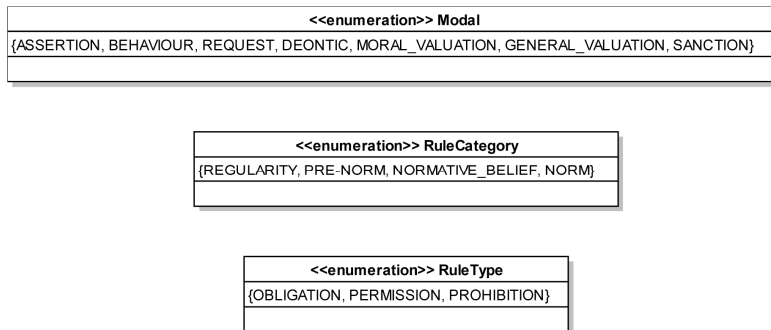 <<enumeration>> Modal
{ASSERTION, BEHAVIOUR, REQUEST, DEONTIC, MORAL_VALUATION, GENERAL_VALUATION, SANCTION}
<<enumeration>> RuleCategory
{REGULARITY, PRE-NORM, NORMATIVE_BELIEF, NORM}
<<enumeration>> RuleType
{OBLIGATION, PERMISSION, PROHIBITION}